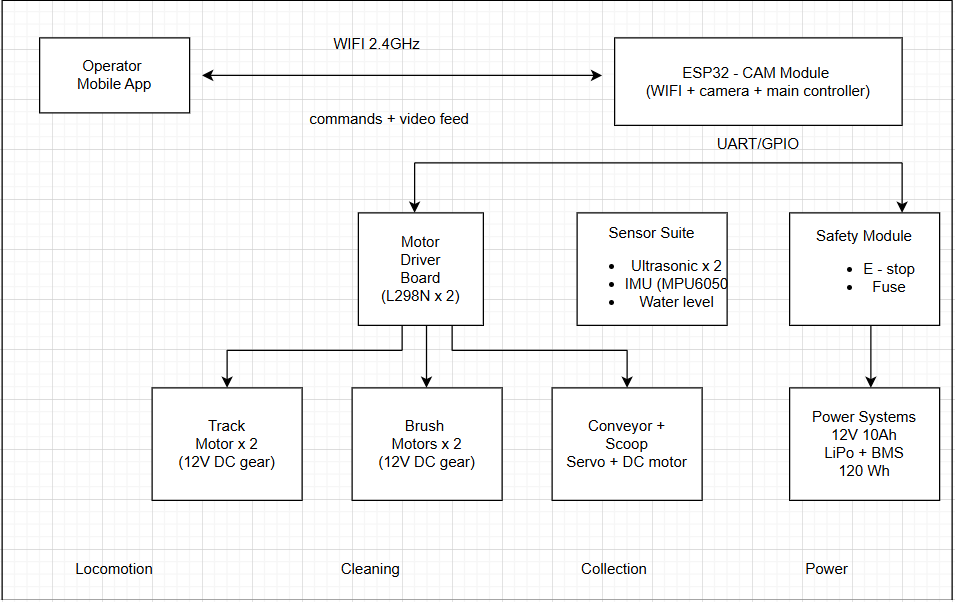 WIFI 2.4GHz
Operator
Mobile App
ESP32 - CAM Module
(WIFI + camera + main controller)
commands + video feed
UART/GPIO
Motor
Driver
Board
(L298N x 2)
Sensor Suite
• Ultrasonic x 2
• IMU (MPU6050
• Water level
Safety Module
• E - stop
• Fuse
Track
Motor x 2
(12V DC gear)
Brush
Motors x 2
(12V DC gear)
Conveyor +
Scoop
Servo + DC motor
Power Systems
12V 10Ah
LiPo + BMS
120 Wh
Locomotion
Cleaning
Collection
Power